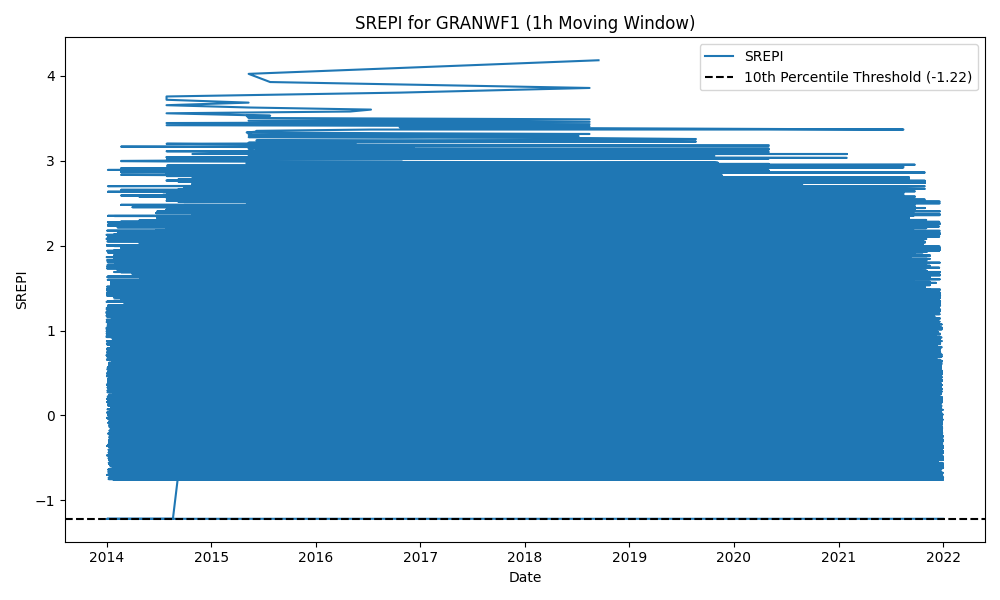 SREPI for GRANWF1 (1h Moving Window)
SREPI
10th Percentile Threshold (-1.22)
4
3
2
1
0
−1
SREPI
2014 2015 2016 2017 2018 2019 2020 2021 2022
Date